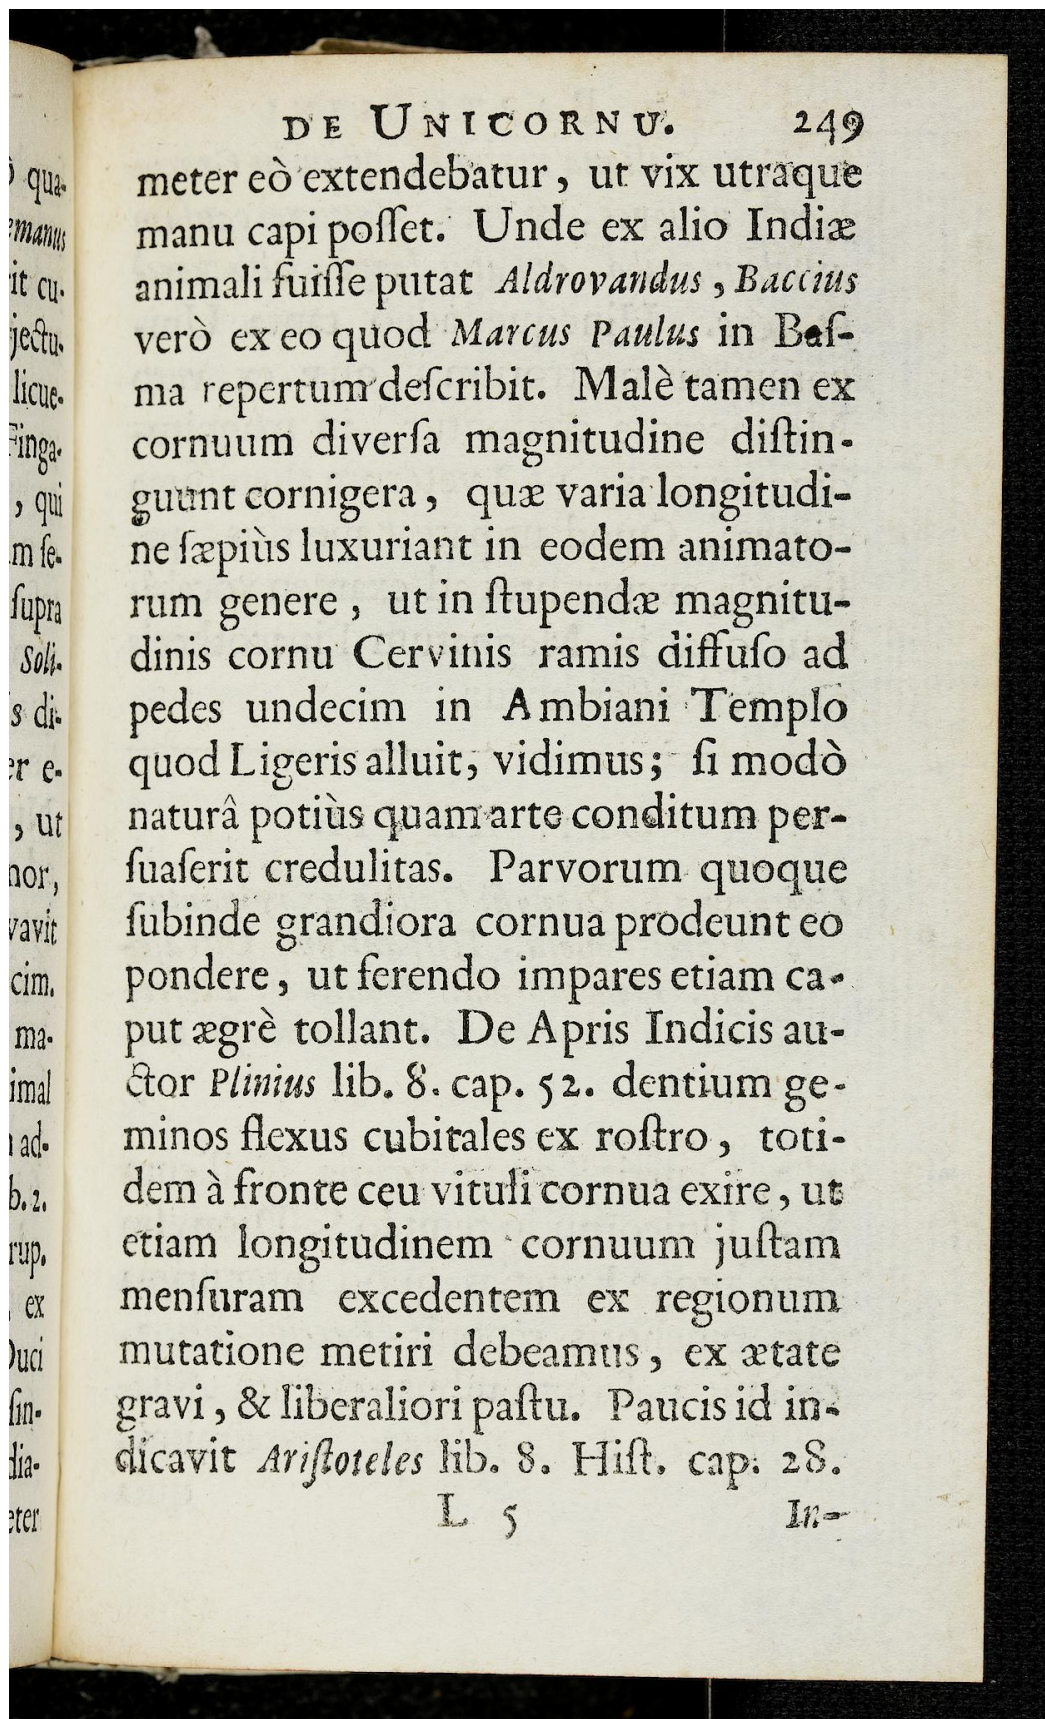 DE UNICORNU. 249
meter eò extendebatur, ut vix utraque
manu capi poſſet. Unde ex alio Indiæ
animali fuiſſe putat Aldrovandus, Baccius
verò ex eo quod Marcus Paulus in Baſ-
ma repertum deſcribit. Malè tamen ex
cornuum diverſa magnitudine diſtin-
guunt cornigera, quæ varia longitudi-
ne ſæpiùs luxuriant in eodem animato-
rum genere, ut in ſtupendæ magnitu-
dinis cornu Cervinis ramis diffuſo ad
pedes undecim in Ambiani Templo
quod Ligeris alluit, vidimus; ſi modò
naturâ potiùs quam arte conditum per-
ſuaſerit credulitas. Parvorum quoque
ſubinde grandiora cornua prodeunt eo
pondere, ut ferendo impares etiam ca-
put ægrè tollant. De Apris Indicis au-
ctor Plinius lib. 8. cap. 52. dentium ge-
minos flexus cubitales ex roſtro, toti-
dem à fronte ceu vituli cornua exire, ut
etiam longitudinem cornuum juſtam
menſuram excedentem ex regionum
mutatione metiri debeamus, ex ætate
gravi, & liberaliori paſtu. Paucis id in-
dicavit Ariſtoteles lib. 8. Hiſt. cap. 28.
L 5 In-